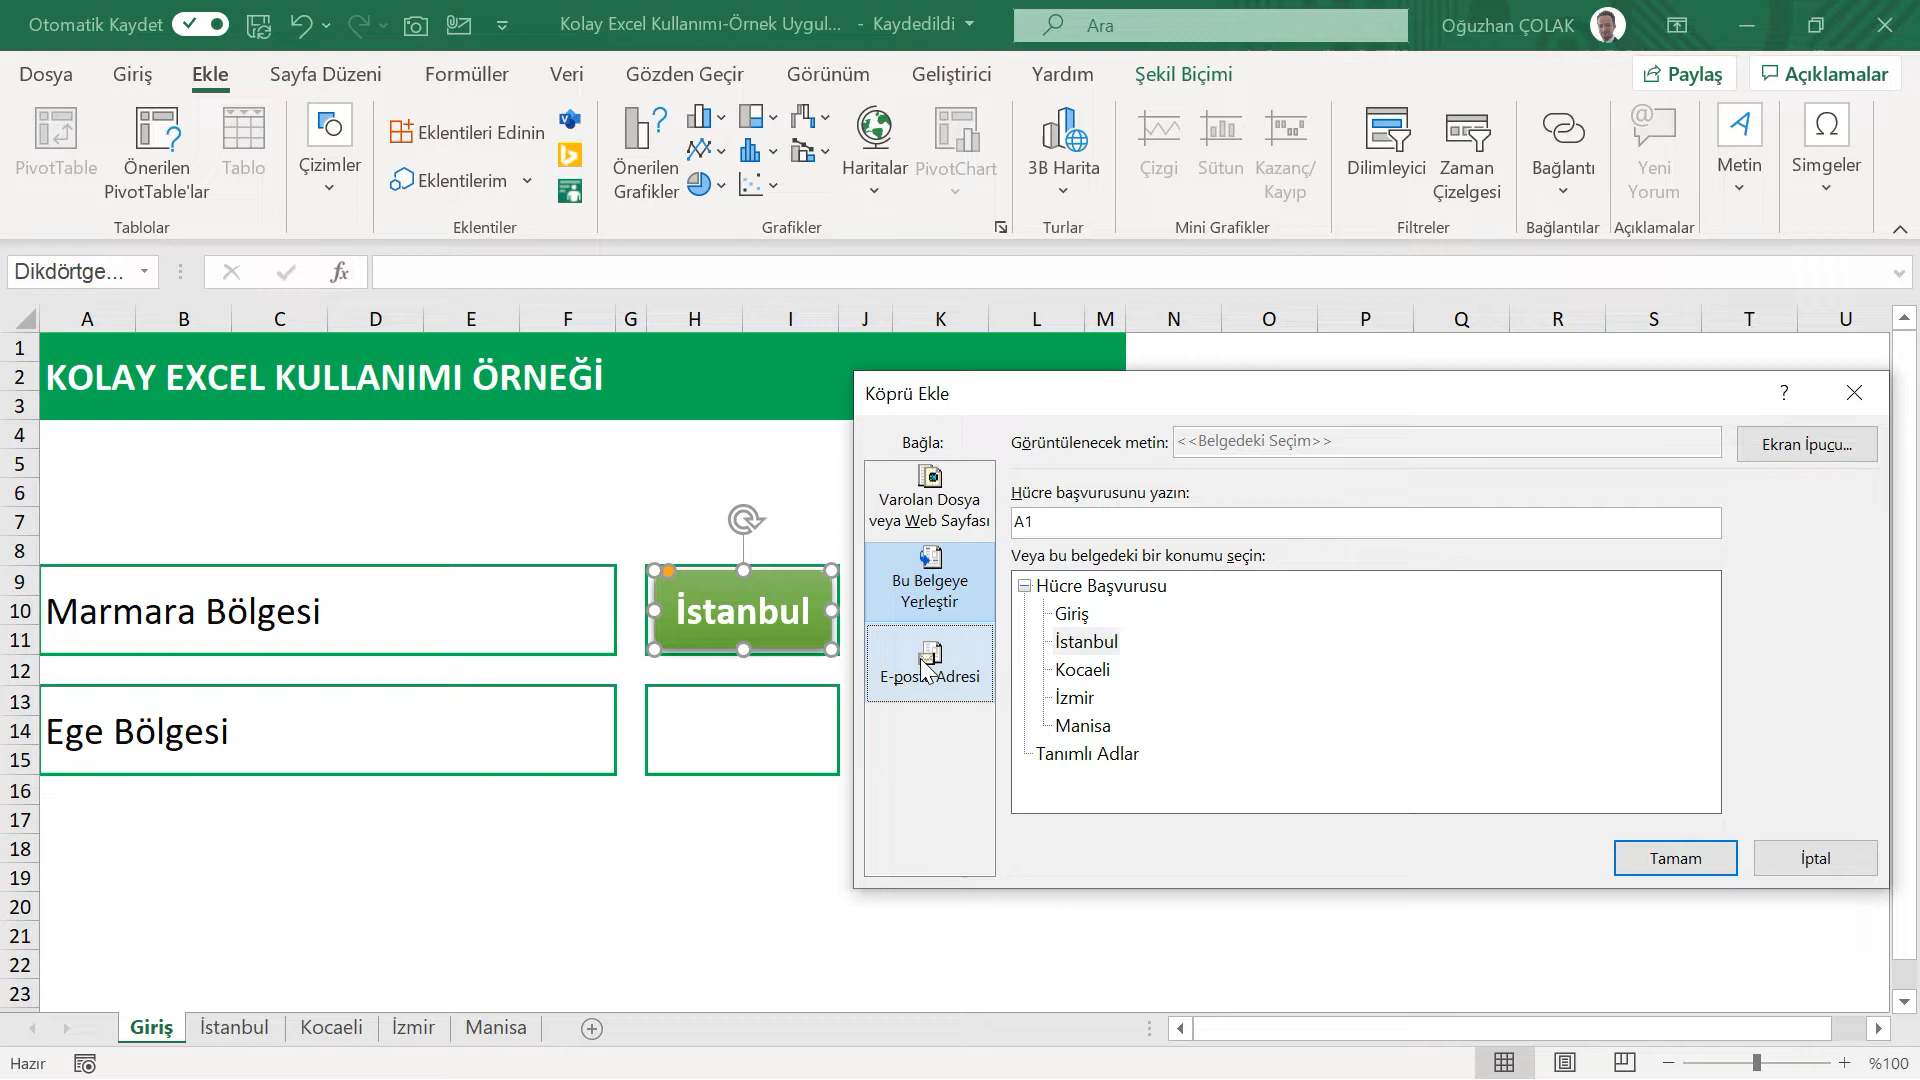 Otomatik Kaydet
Kolay Excel Kullanımı-Örnek Uygul... - Kaydedildi
Ara
Oğuzhan ÇOLAK
Dosya Giriş Ekle Sayfa Düzeni Formüller Veri Gözden Geçir Görünüm Geliştirici Yardım Şekil Biçimi
Paylaş
Açıklamalar
PivotTable
Önerilen
PivotTable'lar
Tablo
Tablolar
Çizimler
Eklentileri Edinin
Eklentilerim
Eklentiler
Önerilen
Grafikler
Haritalar
PivotChart
Grafikler
3B Harita
Turlar
Çizgi
Sütun
Kazanç/
Kayıp
Mini Grafikler
Dilimleyici
Zaman
Çizelgesi
Filtreler
Bağlantı
Bağlantılar
Yeni
Yorum
Açıklamalar
Metin
Simgeler
Dikdörtge...
fx
A B C D E F G H I J K L M N O P Q R S T U
1
2
3
4
5
6
7
8
9
10
11
12
13
14
15
16
17
18
19
20
21
22
23
KOLAY EXCEL KULLANIMI ÖRNEĞİ
Marmara Bölgesi
İstanbul
Ege Bölgesi
Köprü Ekle
?
Bağla:
Varolan Dosya
veya Web Sayfası
Bu Belgeye
Yerleştir
Görüntülenecek metin: <<Belgedeki Seçim>>
Ekran İpucu...
Hücre başvurusunu yazın:
A1
Veya bu belgedeki bir konumu seçin:
Hücre Başvurusu
Giriş
İstanbul
Kocaeli
İzmir
Manisa
Tanımlı Adlar
E-posta Adresi
Tamam
İptal
Giriş İstanbul Kocaeli İzmir Manisa
Hazır
%100